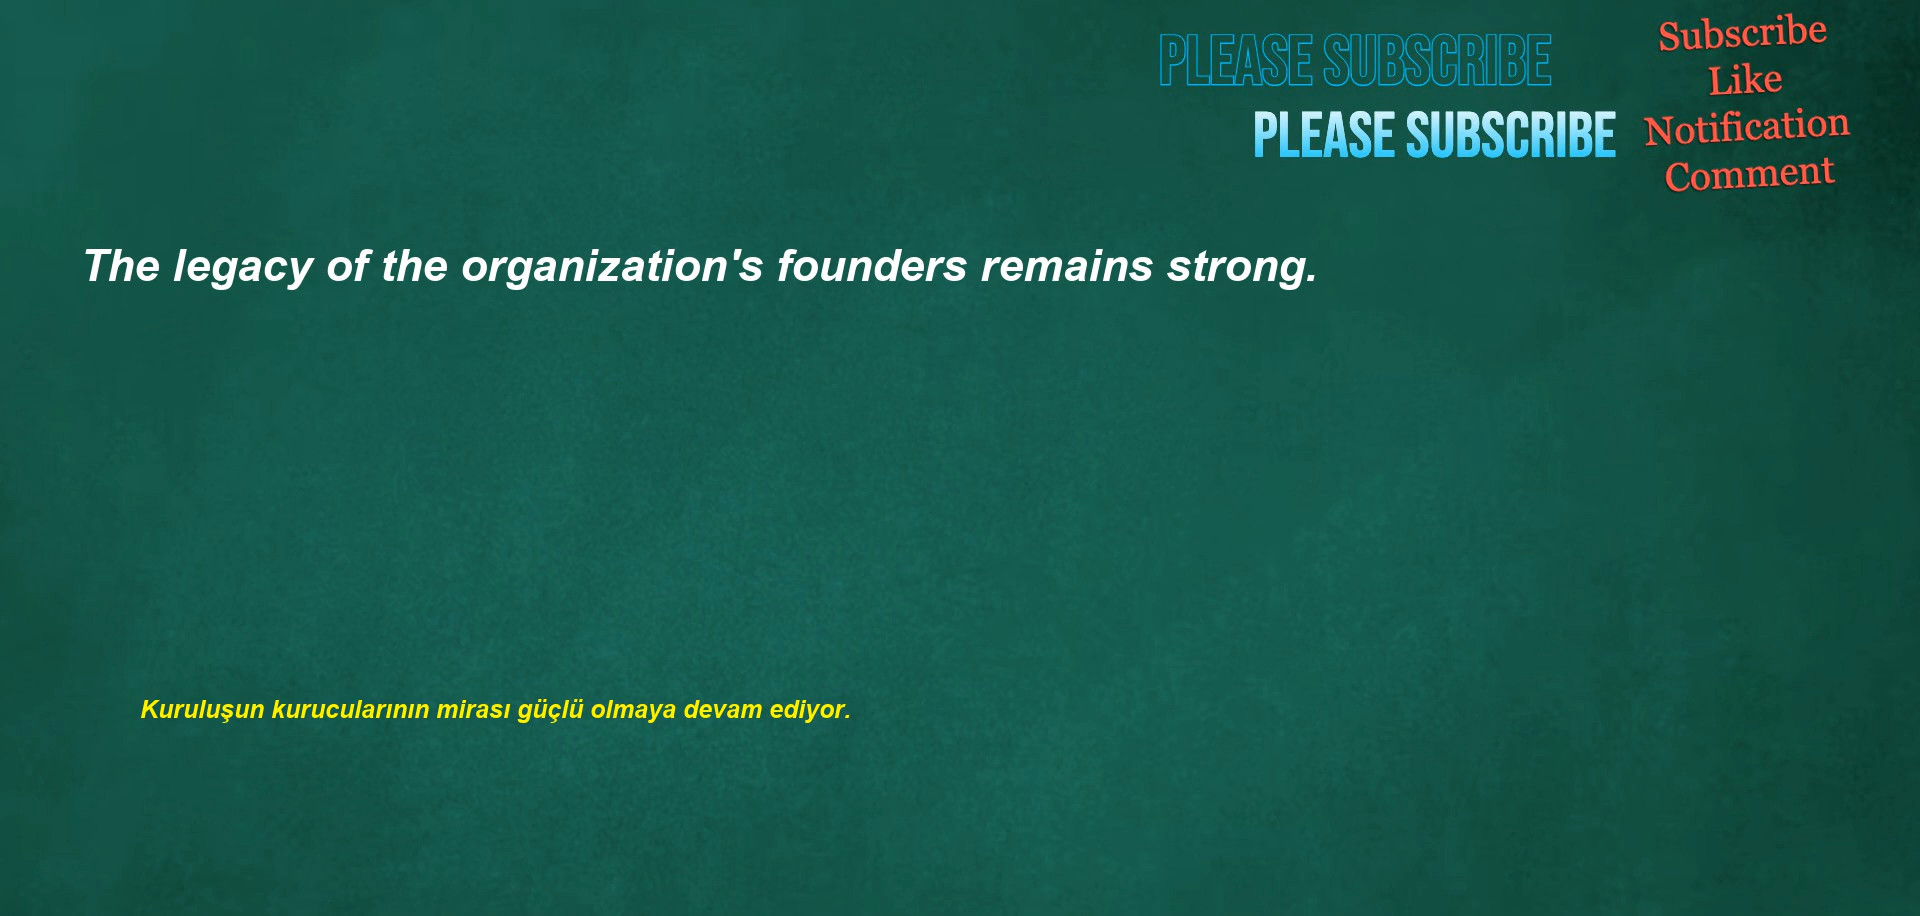 PLEASE SUBSCRIBE
PLEASE SUBSCRIBE
Subscribe
Like
Notification
Comment
The legacy of the organization's founders remains strong.
Kuruluşun kurucularının mirası güçlü olmaya devam ediyor.